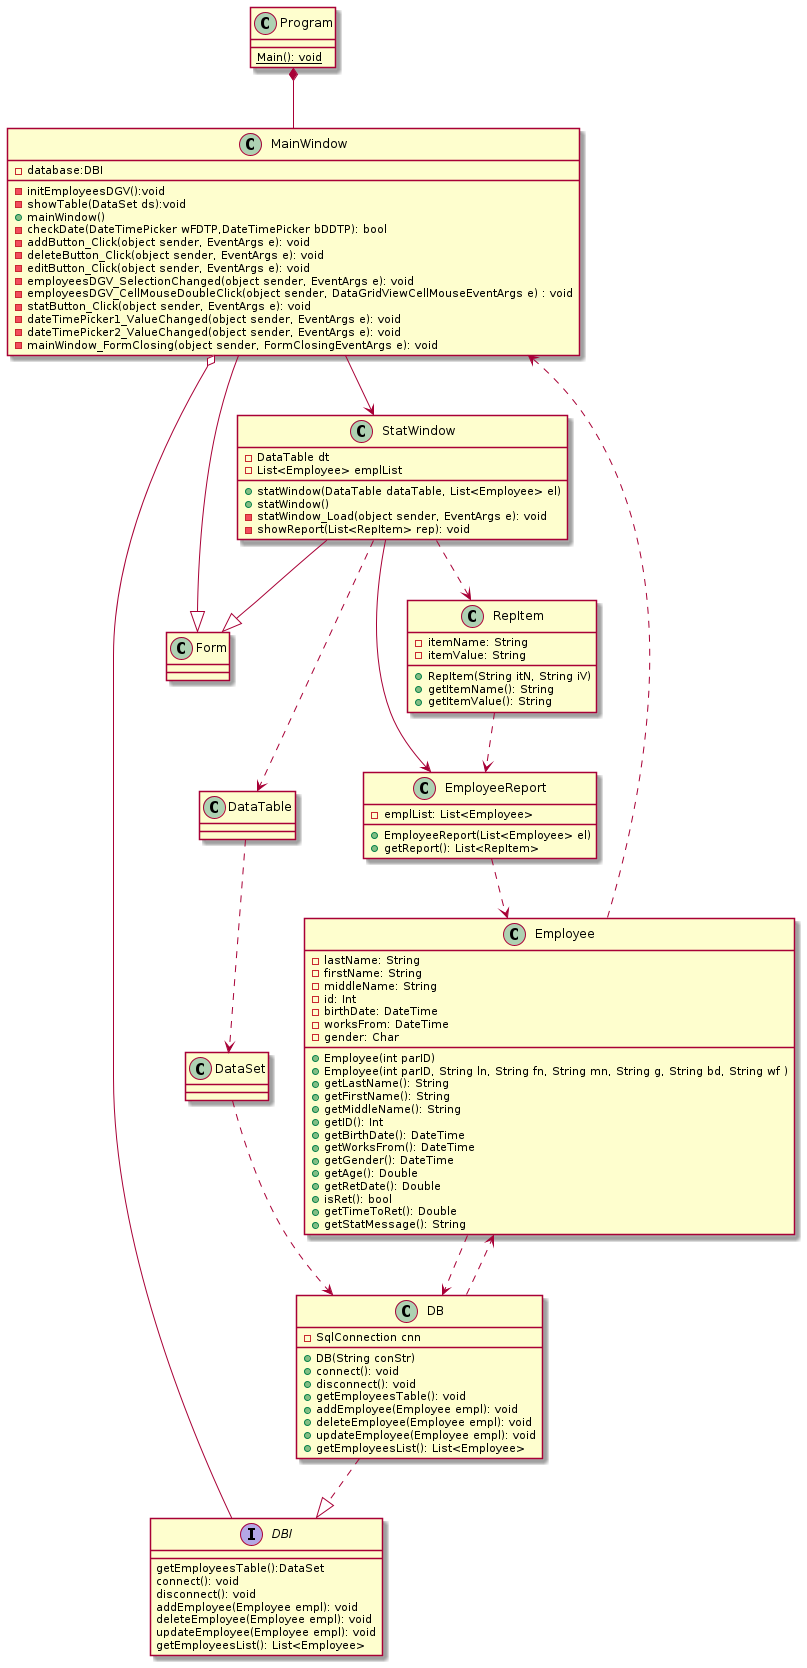 C Program
Main(): void
C MainWindow
database:DBI
initEmployeesDGV():void
showTable(DataSet ds):void
mainWindow()
checkDate(DateTimePicker wFDTP,DateTimePicker bDDTP): bool
addButton_Click(object sender, EventArgs e): void
deleteButton_Click(object sender, EventArgs e): void
editButton_Click(object sender, EventArgs e): void
employeesDGV_SelectionChanged(object sender, EventArgs e): void
employeesDGV_CellMouseDoubleClick(object sender, DataGridViewCellMouseEventArgs e) : void
statButton_Click(object sender, EventArgs e): void
dateTimePicker1_ValueChanged(object sender, EventArgs e): void
dateTimePicker2_ValueChanged(object sender, EventArgs e): void
mainWindow_FormClosing(object sender, FormClosingEventArgs e): void
C StatWindow
DataTable dt
List<Employee> emplList
statWindow(DataTable dataTable, List<Employee> el)
statWindow()
statWindow_Load(object sender, EventArgs e): void
showReport(List<RepItem> rep): void
C RepItem
itemName: String
itemValue: String
RepItem(String itN, String iV)
getItemName(): String
getItemValue(): String
C Form
C DataTable
C EmployeeReport
emplList: List<Employee>
EmployeeReport(List<Employee> el)
getReport(): List<RepItem>
C Employee
lastName: String
firstName: String
middleName: String
id: Int
birthDate: DateTime
worksFrom: DateTime
gender: Char
Employee(int parID)
Employee(int parID, String ln, String fn, String mn, String g, String bd, String wf )
getLastName(): String
getFirstName(): String
getMiddleName(): String
getID(): Int
getBirthDate(): DateTime
getWorksFrom(): DateTime
getGender(): DateTime
getAge(): Double
getRetDate(): Double
isRet(): bool
getTimeToRet(): Double
getStatMessage(): String
C DataSet
C DB
SqlConnection cnn
DB(String conStr)
connect(): void
disconnect(): void
getEmployeesTable(): void
addEmployee(Employee empl): void
deleteEmployee(Employee empl): void
updateEmployee(Employee empl): void
getEmployeesList(): List<Employee>
I DBI
getEmployeesTable():DataSet
connect(): void
disconnect(): void
addEmployee(Employee empl): void
deleteEmployee(Employee empl): void
updateEmployee(Employee empl): void
getEmployeesList(): List<Employee>